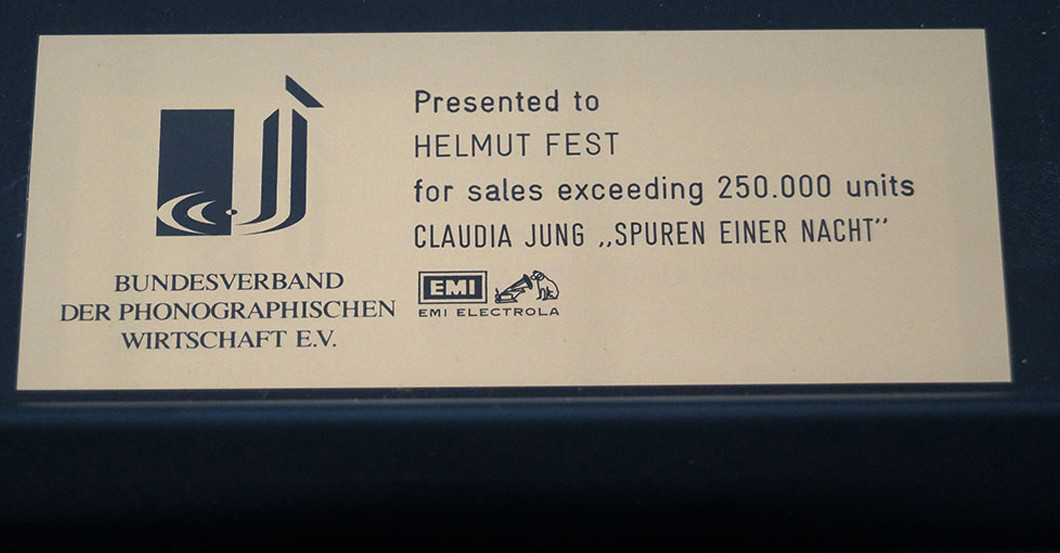 BUNDESVERBAND
DER PHONOGRAPHISCHEN
WIRTSCHAFT E.V.
Presented to
HELMUT FEST
for sales exceeding 250.000 units
CLAUDIA JUNG „SPUREN EINER NACHT”
EMI
EMI ELECTROLA